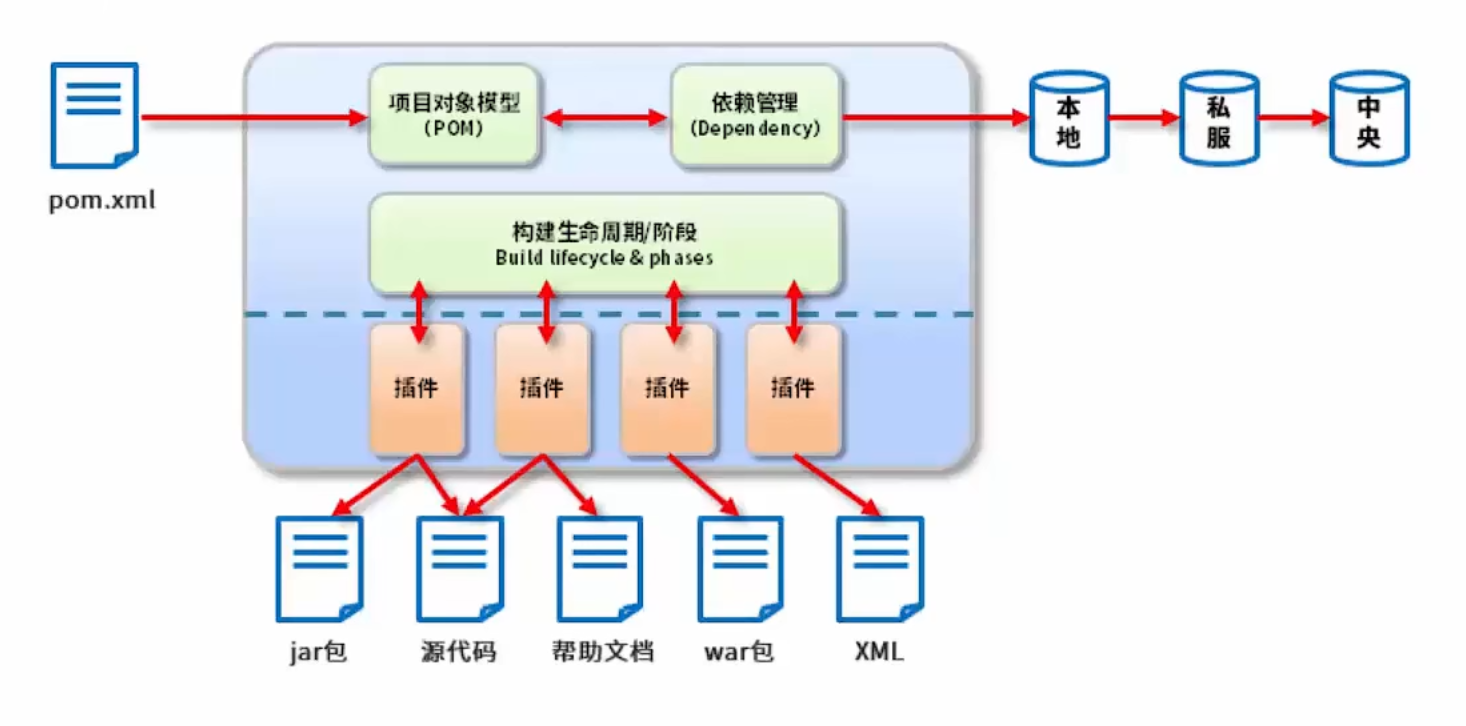 项目对象模型
（POM）
依赖管理
（Dependency）
本
地
私
服
中
央
pom.xml
构建生命周期/阶段
Build lifecycle & phases
插件
插件
插件
插件
jar包
源代码
帮助文档
war包
XML